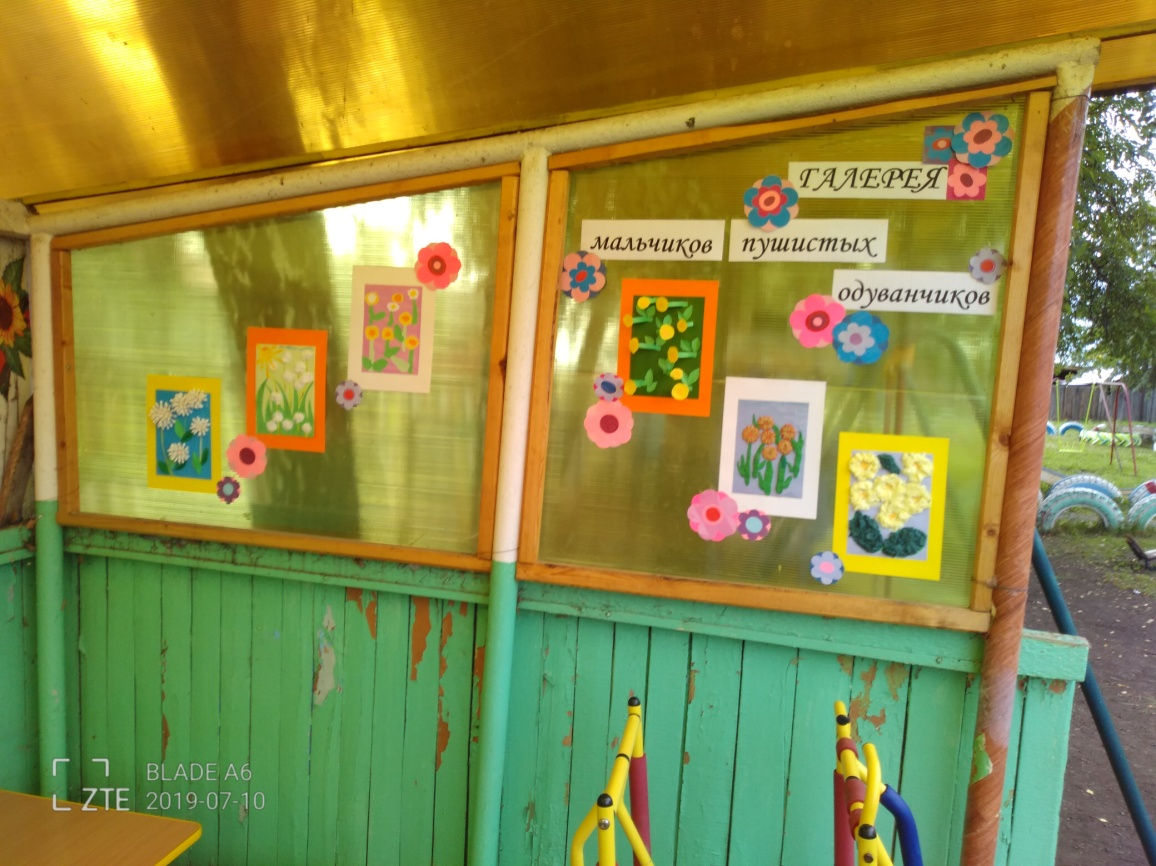 ГАЛЕРЕЯ
мальчиков пушистых
одуванчиков
BLADE A6
ZTE 2019-07-10